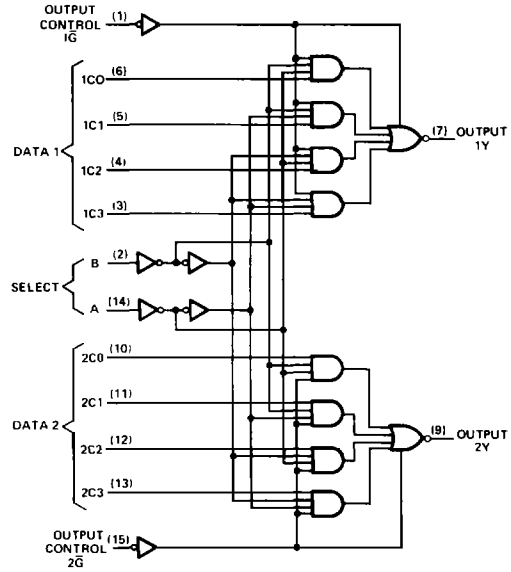 OUTPUT
CONTROL (1)
1G̅
(6)
1C0
(5)
1C1
DATA 1
(4)
1C2
(3)
1C3
(7) OUTPUT
1Y
B (2)
SELECT
A (14)
2C0 (10)
2C1 (11)
DATA 2
2C2 (12)
2C3 (13)
(9) OUTPUT
2Y
OUTPUT
CONTROL (15)
2G̅